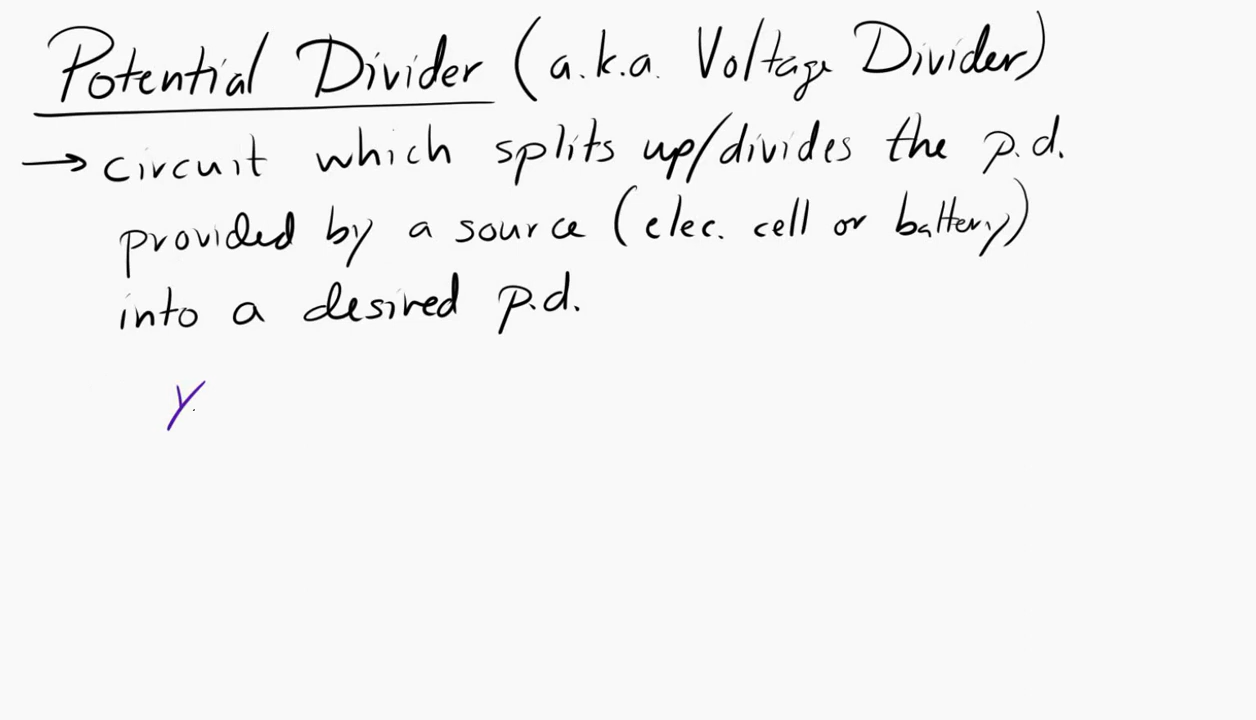 Potential Divider (a.k.a. Voltage Divider)
→ circuit which splits up/divides the p.d.
provided by a source (elec. cell or battery)
into a desired p.d.
Y